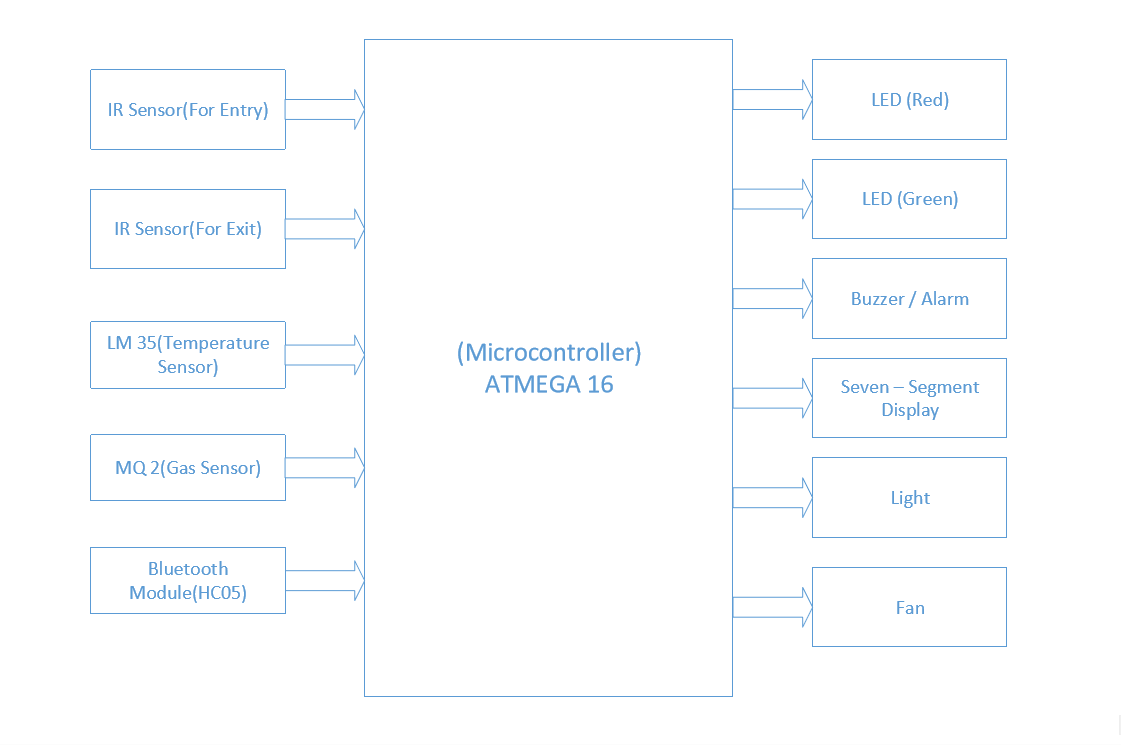 IR Sensor(For Entry)
IR Sensor(For Exit)
LM 35(Temperature
Sensor)
MQ 2(Gas Sensor)
Bluetooth
Module(HC05)
(Microcontroller)
ATMEGA 16
LED (Red)
LED (Green)
Buzzer / Alarm
Seven – Segment
Display
Light
Fan